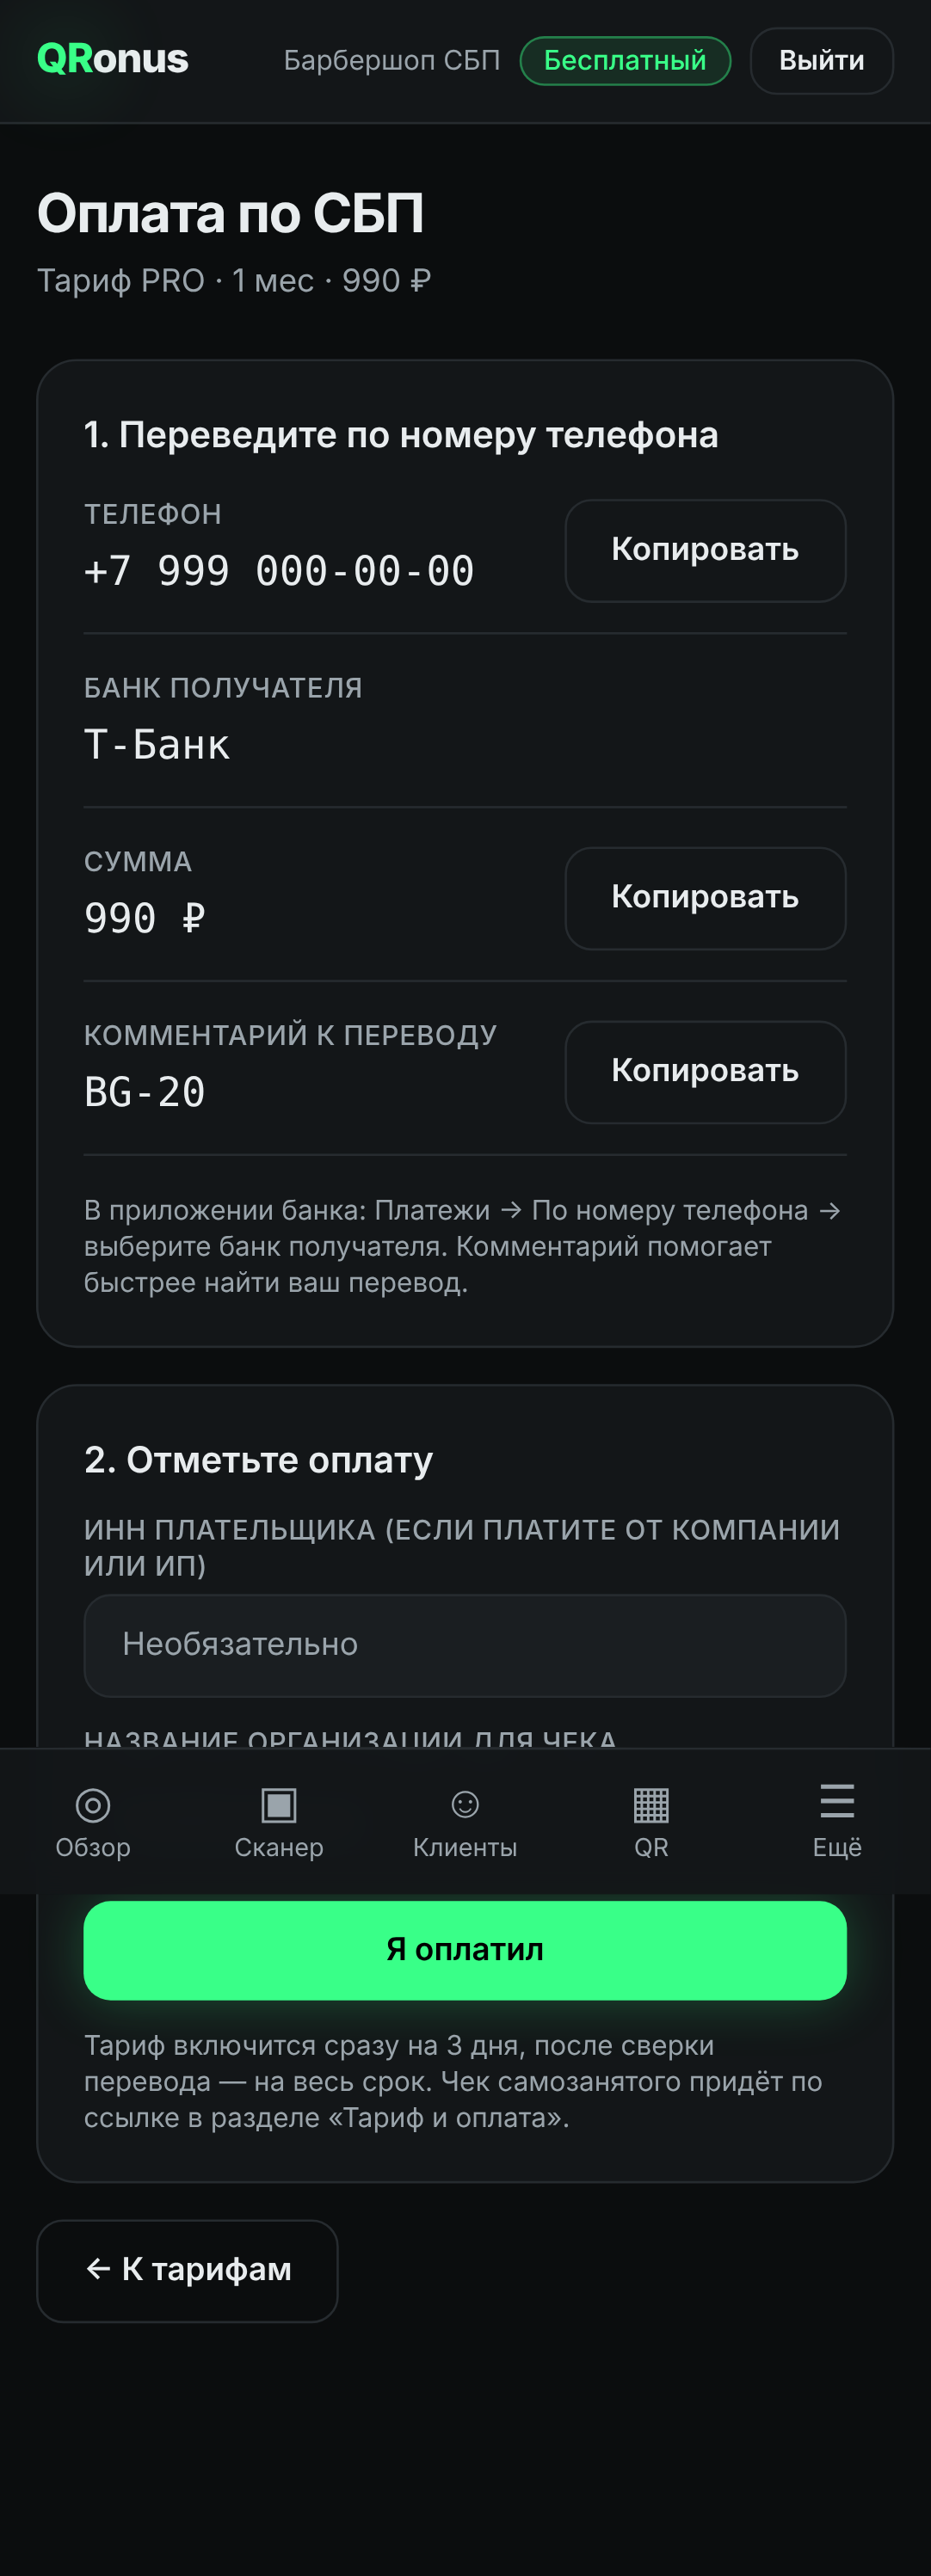 QRonus
Барбершоп СБП
Бесплатный
Выйти
Оплата по СБП
Тариф PRO · 1 мес · 990 ₽
1. Переведите по номеру телефона
ТЕЛЕФОН
+7 999 000-00-00
Копировать
БАНК ПОЛУЧАТЕЛЯ
Т-Банк
СУММА
990 ₽
Копировать
КОММЕНТАРИЙ К ПЕРЕВОДУ
BG-20
Копировать
В приложении банка: Платежи → По номеру телефона →
выберите банк получателя. Комментарий помогает
быстрее найти ваш перевод.
2. Отметьте оплату
ИНН ПЛАТЕЛЬЩИКА (ЕСЛИ ПЛАТИТЕ ОТ КОМПАНИИ
ИЛИ ИП)
Необязательно
НАЗВАНИЕ ОРГАНИЗАЦИИ ДЛЯ ЧЕКА
Обзор
Сканер
Клиенты
QR
Ещё
Я оплатил
Тариф включится сразу на 3 дня, после сверки
перевода — на весь срок. Чек самозанятого придёт по
ссылке в разделе «Тариф и оплата».
← К тарифам